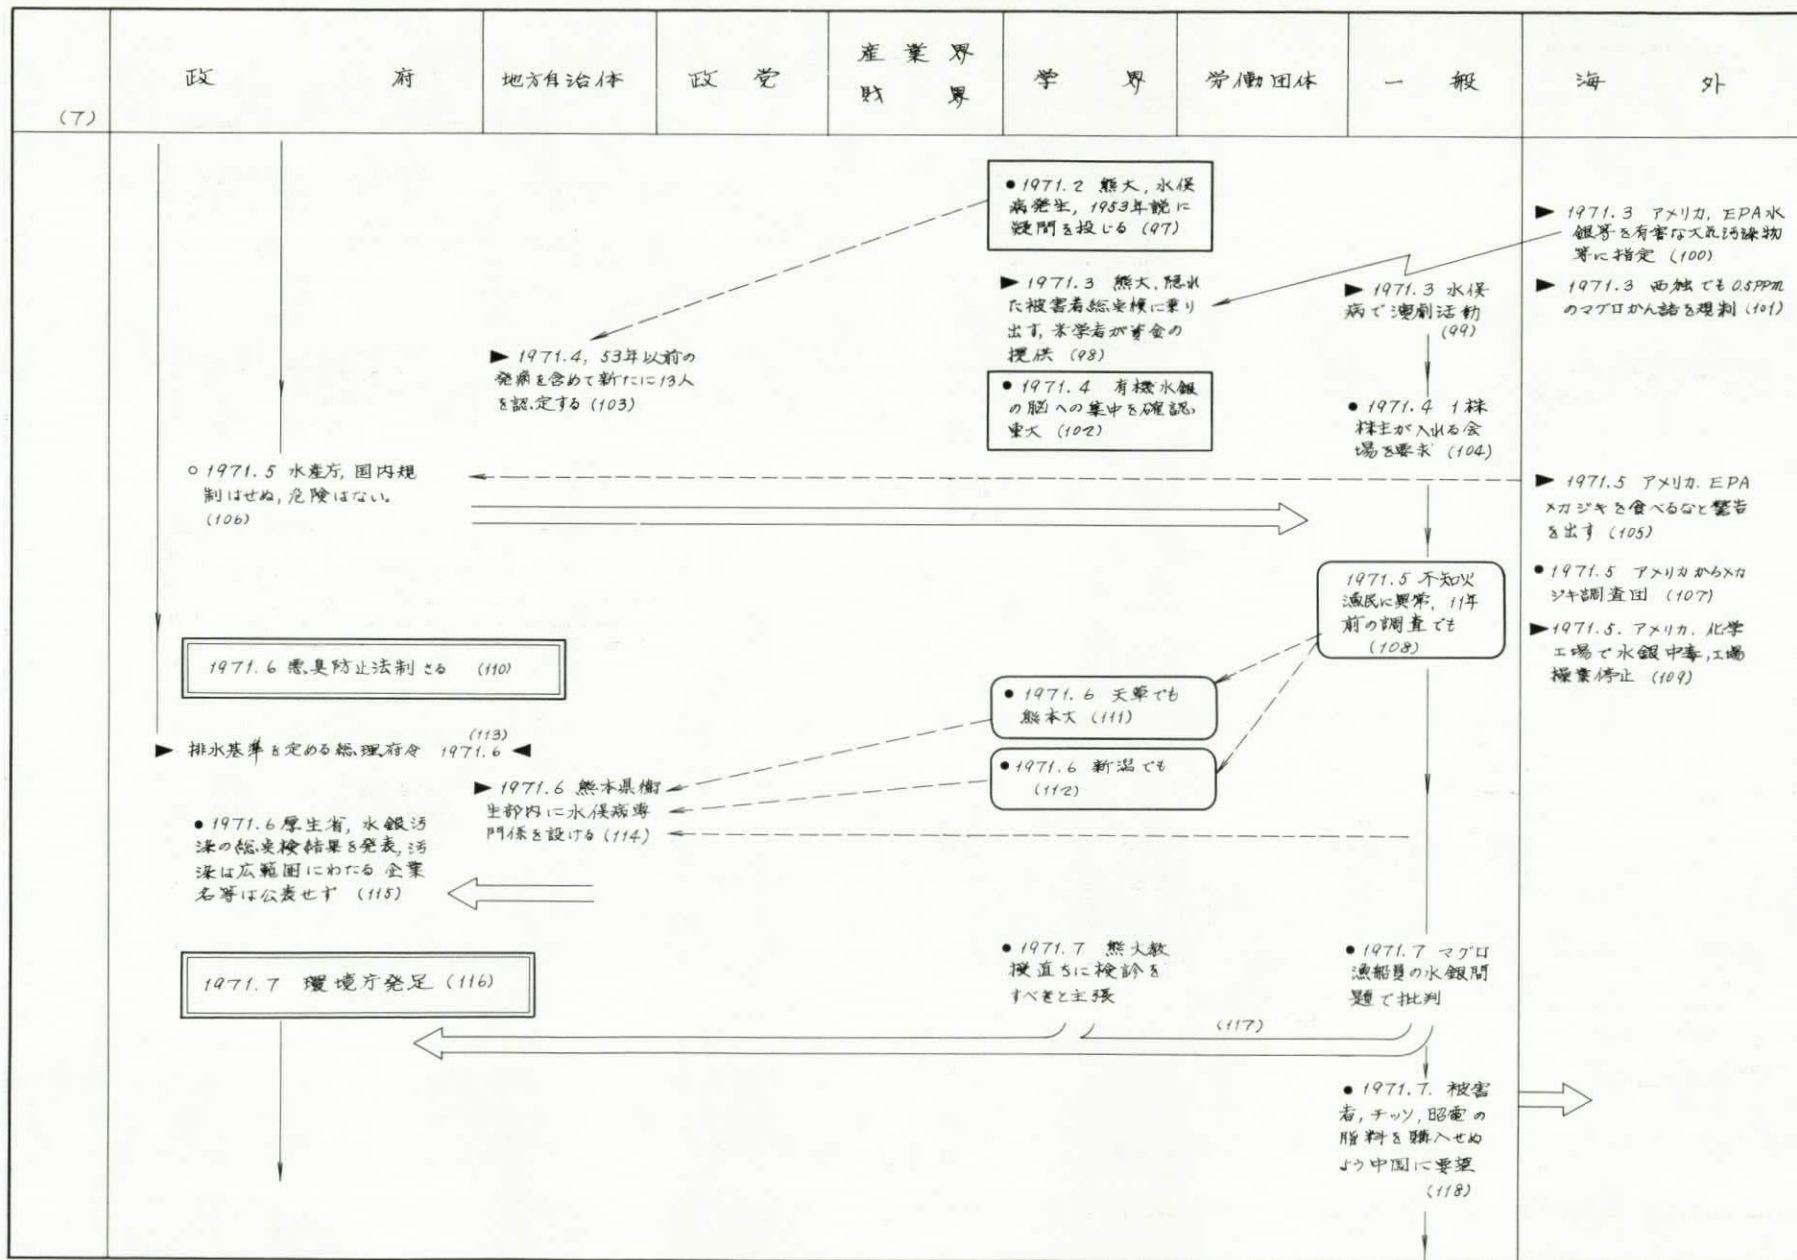 (7)
政府
地方自治体
政党
産業界
財界
学界
労働団体
一般
海外
● 1971.2 熊大, 水俣
病発生, 1953年説に
疑問を投じる (97)
▶ 1971.3 熊大, 隠れ
た被害者総点検に乗り
出す, 米学者が資金の
提供 (98)
▶ 1971.3 水俣
病で演劇活動
(99)
▶ 1971.3 アメリカ, EPA水
銀等を有害な大気汚染物
等に指定 (100)
▶ 1971.3 西独でも0.5PPm
のマグロかん詰を規制 (101)
● 1971.4 有機水銀
の脳への集中を確認
東大 (102)
▶ 1971.4, 53年以前の
発病を含めて新たに13人
を認定する (103)
● 1971.4 1株
株主が入れる会
場を要求 (104)
▶ 1971.5 アメリカ. EPA
メカジキを食べるなと警告
を出す (105)
○ 1971.5 水産庁, 国内規
制はせぬ, 危険はない。
(106)
● 1971.5 アメリカからメカ
ジキ調査団 (107)
1971.5 不知火
漁民に異常, 11年
前の調査でも
(108)
▶ 1971.5. アメリカ. 化学
工場で水銀中毒, 工場
操業停止 (109)
1971.6 悪臭防止法制さる (110)
● 1971.6 天草でも
熊本大 (111)
● 1971.6 新潟でも
(112)
(113)
▶ 排水基準を定める総理府令 1971.6 ◀
▶ 1971.6 熊本県衛
生部内に水俣病専
門係を設ける (114)
● 1971.6 厚生省, 水銀汚
染の総点検結果を発表, 汚
染は広範囲にわたる 企業
名等は公表せず (115)
1971.7 環境庁発足 (116)
● 1971.7 熊大教
授直ちに検診を
すべきと主張
● 1971.7 マグロ
漁船員の水銀問
題で批判
(117)
● 1971.7. 被害
者, チッソ, 昭電の
肥料を購入せぬ
よう中国に要望
(118)